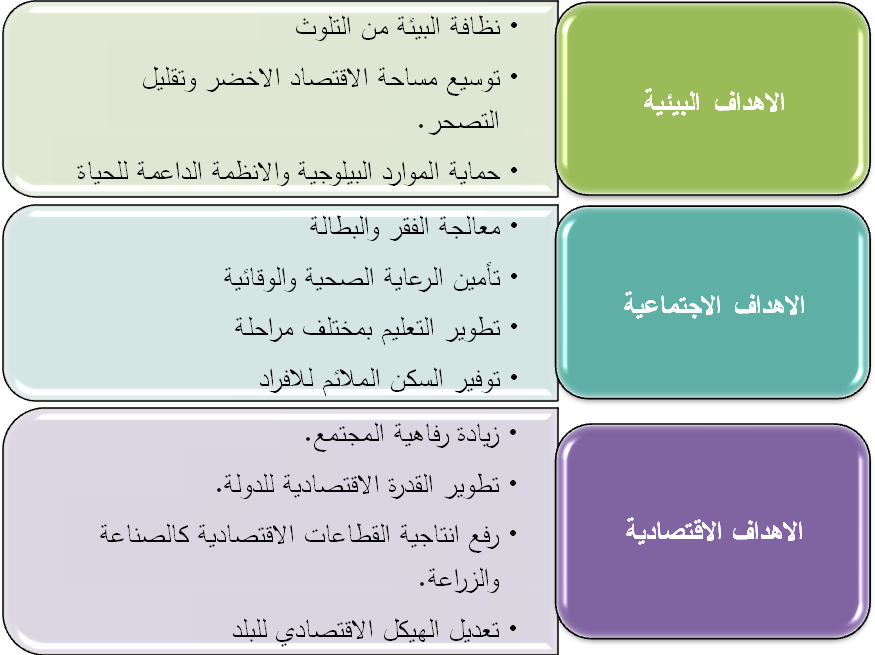 الاهداف البيئية
• نظافة البيئة من التلوث
• توسيع مساحة الاقتصاد الاخضر وتقليل
التصحر.
• حماية الموارد البيلوجية والانظمة الداعمة للحياة
الاهداف الاجتماعية
• معالجة الفقر والبطالة
• تأمين الرعاية الصحية والوقائية
• تطوير التعليم بمختلف مراحلة
• توفير السكن الملائم للافراد
الاهداف الاقتصادية
• زيادة رفاهية المجتمع.
• تطوير القدرة الاقتصادية للدولة.
• رفع انتاجية القطاعات الاقتصادية كالصناعة
والزراعة.
• تعديل الهيكل الاقتصادي للبلد